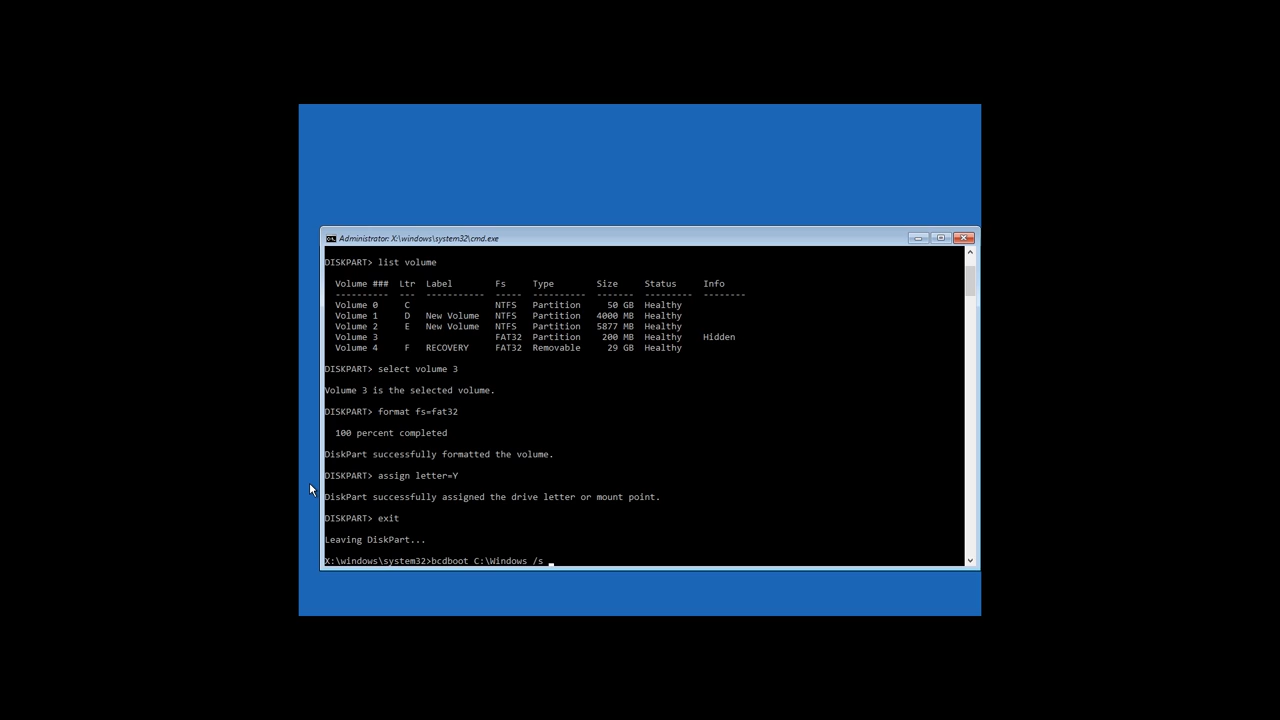 Administrator: X:\windows\system32\cmd.exe
DISKPART> list volume
Volume ### Ltr Label Fs Type Size Status Info
---------- --- ----------- ----- ---------- ------- --------- --------
Volume 0 C NTFS Partition 50 GB Healthy
Volume 1 D New Volume NTFS Partition 4000 MB Healthy
Volume 2 E New Volume NTFS Partition 5877 MB Healthy
Volume 3 FAT32 Partition 200 MB Healthy Hidden
Volume 4 F RECOVERY FAT32 Removable 29 GB Healthy
DISKPART> select volume 3
Volume 3 is the selected volume.
DISKPART> format fs=fat32
100 percent completed
DiskPart successfully formatted the volume.
DISKPART> assign letter=Y
DiskPart successfully assigned the drive letter or mount point.
DISKPART> exit
Leaving DiskPart...
X:\windows\system32>bcdboot C:\Windows /s _